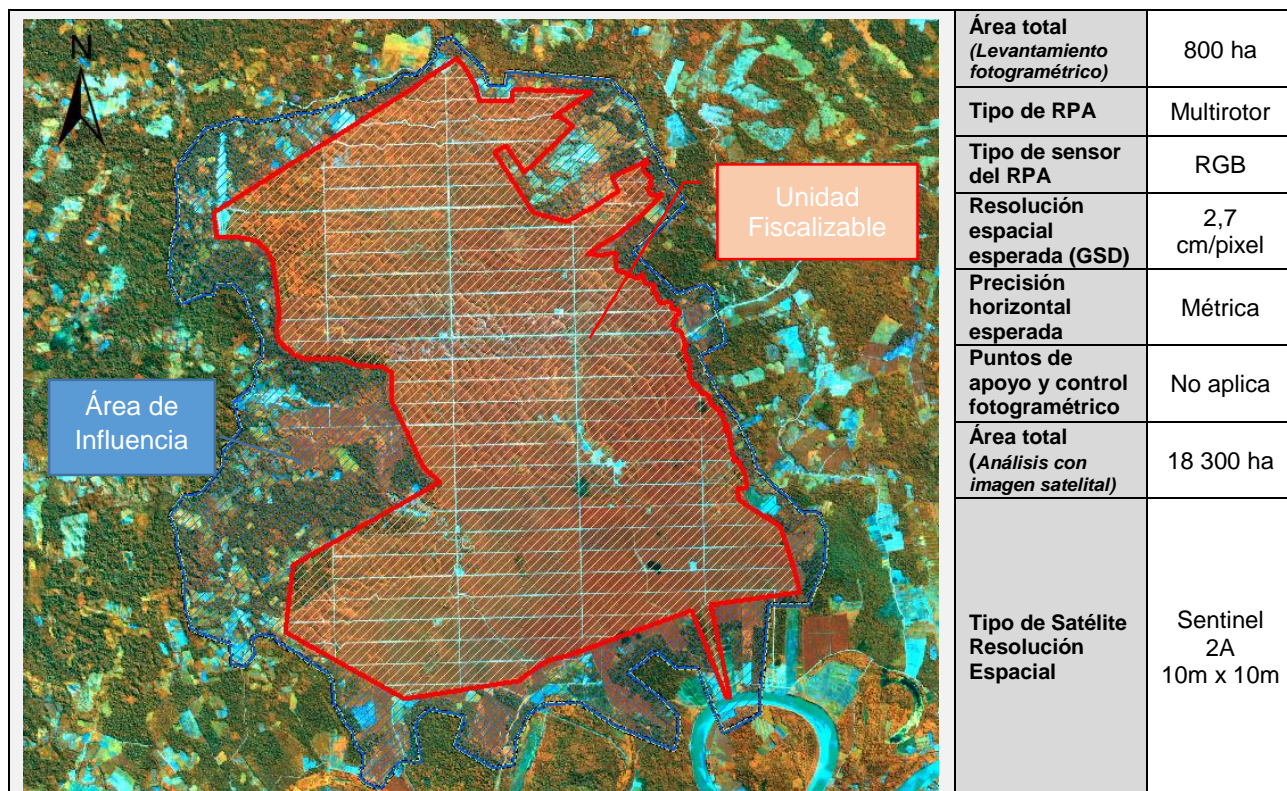 N
Unidad
Fiscalizable
Área de
Influencia
Área total
(Levantamiento
fotogramétrico)
800 ha
Tipo de RPA
Multirotor
Tipo de sensor
del RPA
RGB
Resolución
espacial
esperada (GSD)
2,7
cm/pixel
Precisión
horizontal
esperada
Métrica
Puntos de
apoyo y control
fotogramétrico
No aplica
Área total
(Análisis con
imagen satelital)
18 300 ha
Tipo de Satélite
Resolución
Espacial
Sentinel
2A
10m x 10m